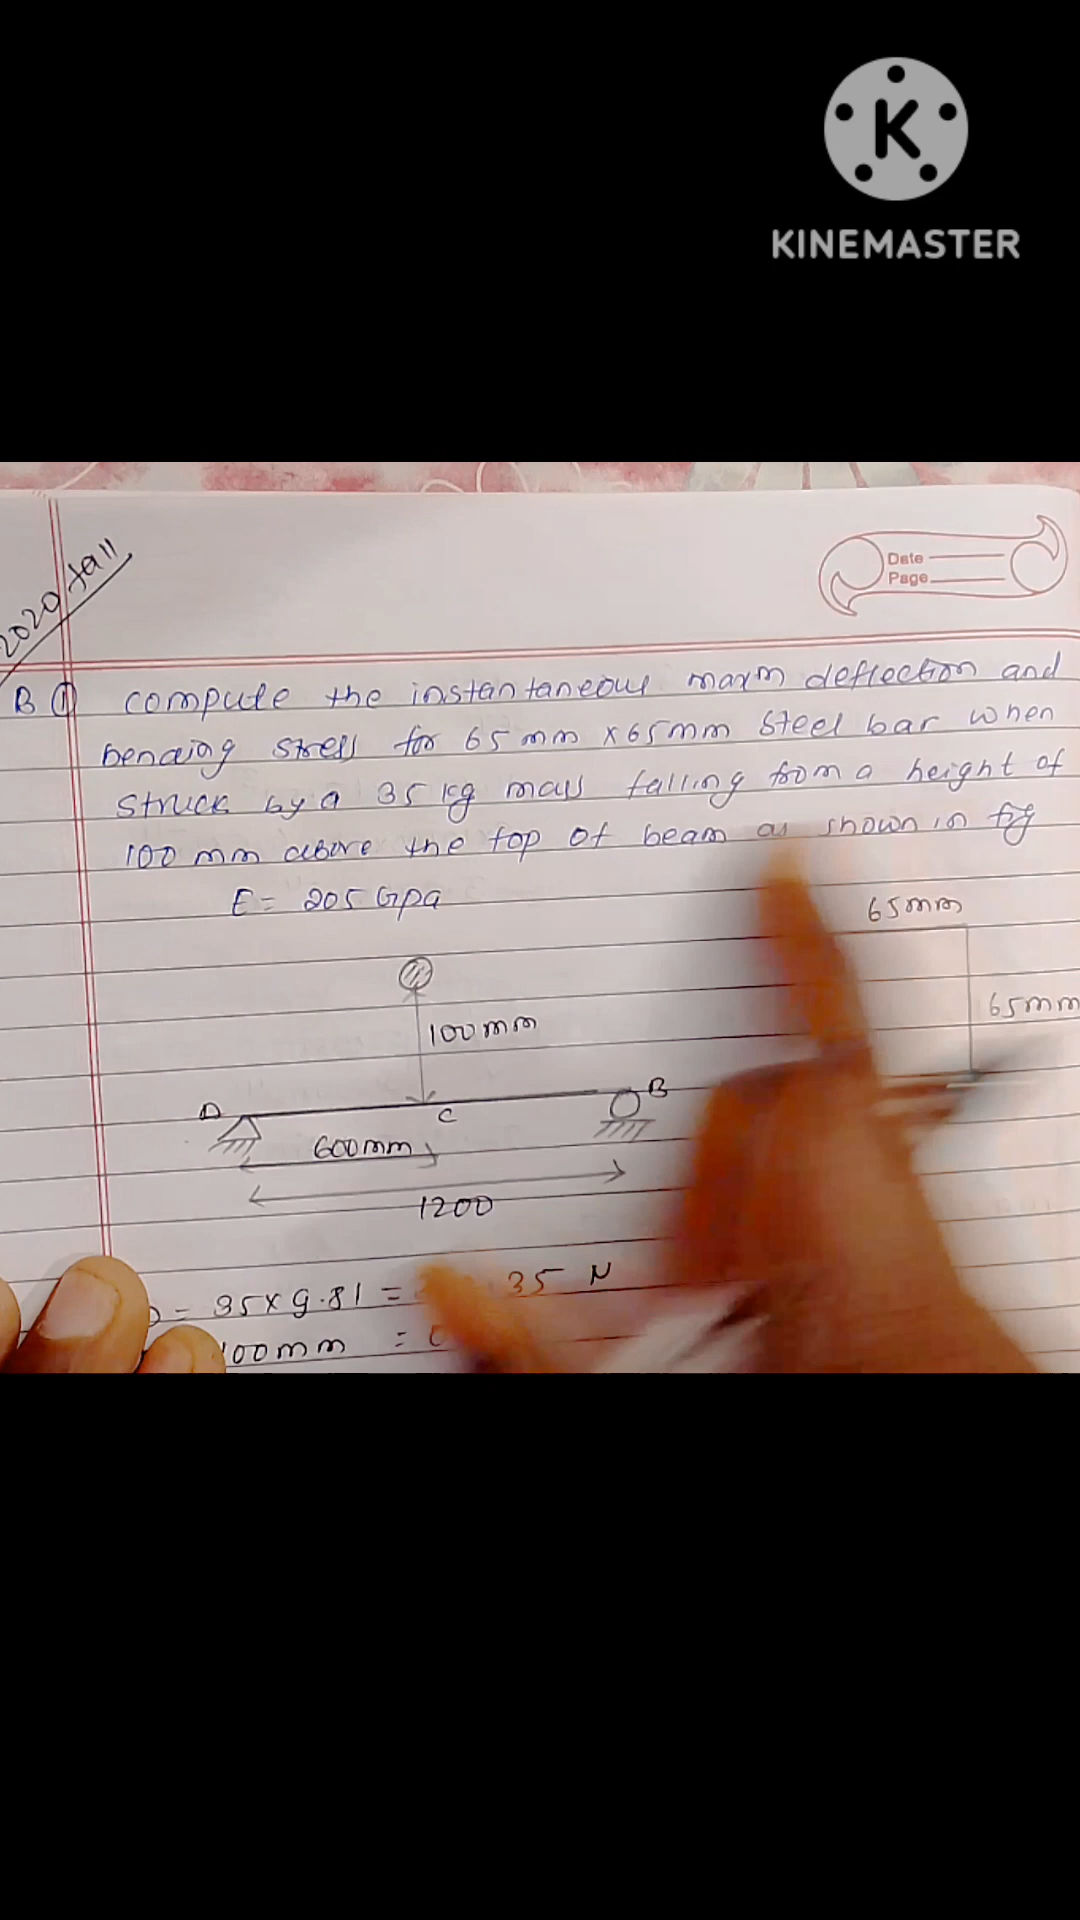 KINEMASTER
2020 fall
Date
Page
B ① compute the instantaneous maxm deflection and
bending stress for 65 mm x 65 mm steel bar when
struck by a 35 kg mass falling from a height of
100 mm above the top of beam as shown in fig
E = 205 Gpa
65mm
100mm
65mm
B
C
600mm
1200
= 35 x 9.81 = 35 N
100mm =